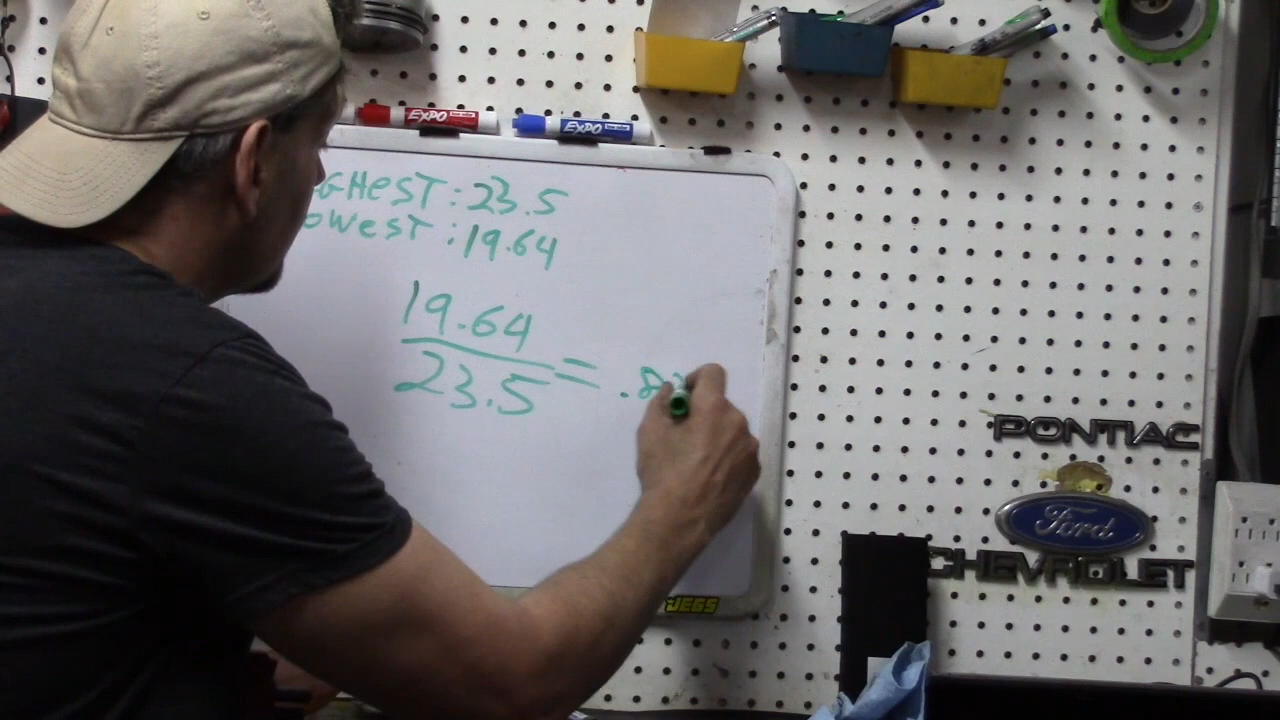 GHEST : 23.5
OWEST : 19.64
19.64
23.5 = .8
EXPO
EXPO
JEGS
PONTIAC
Ford
CHEVROLET